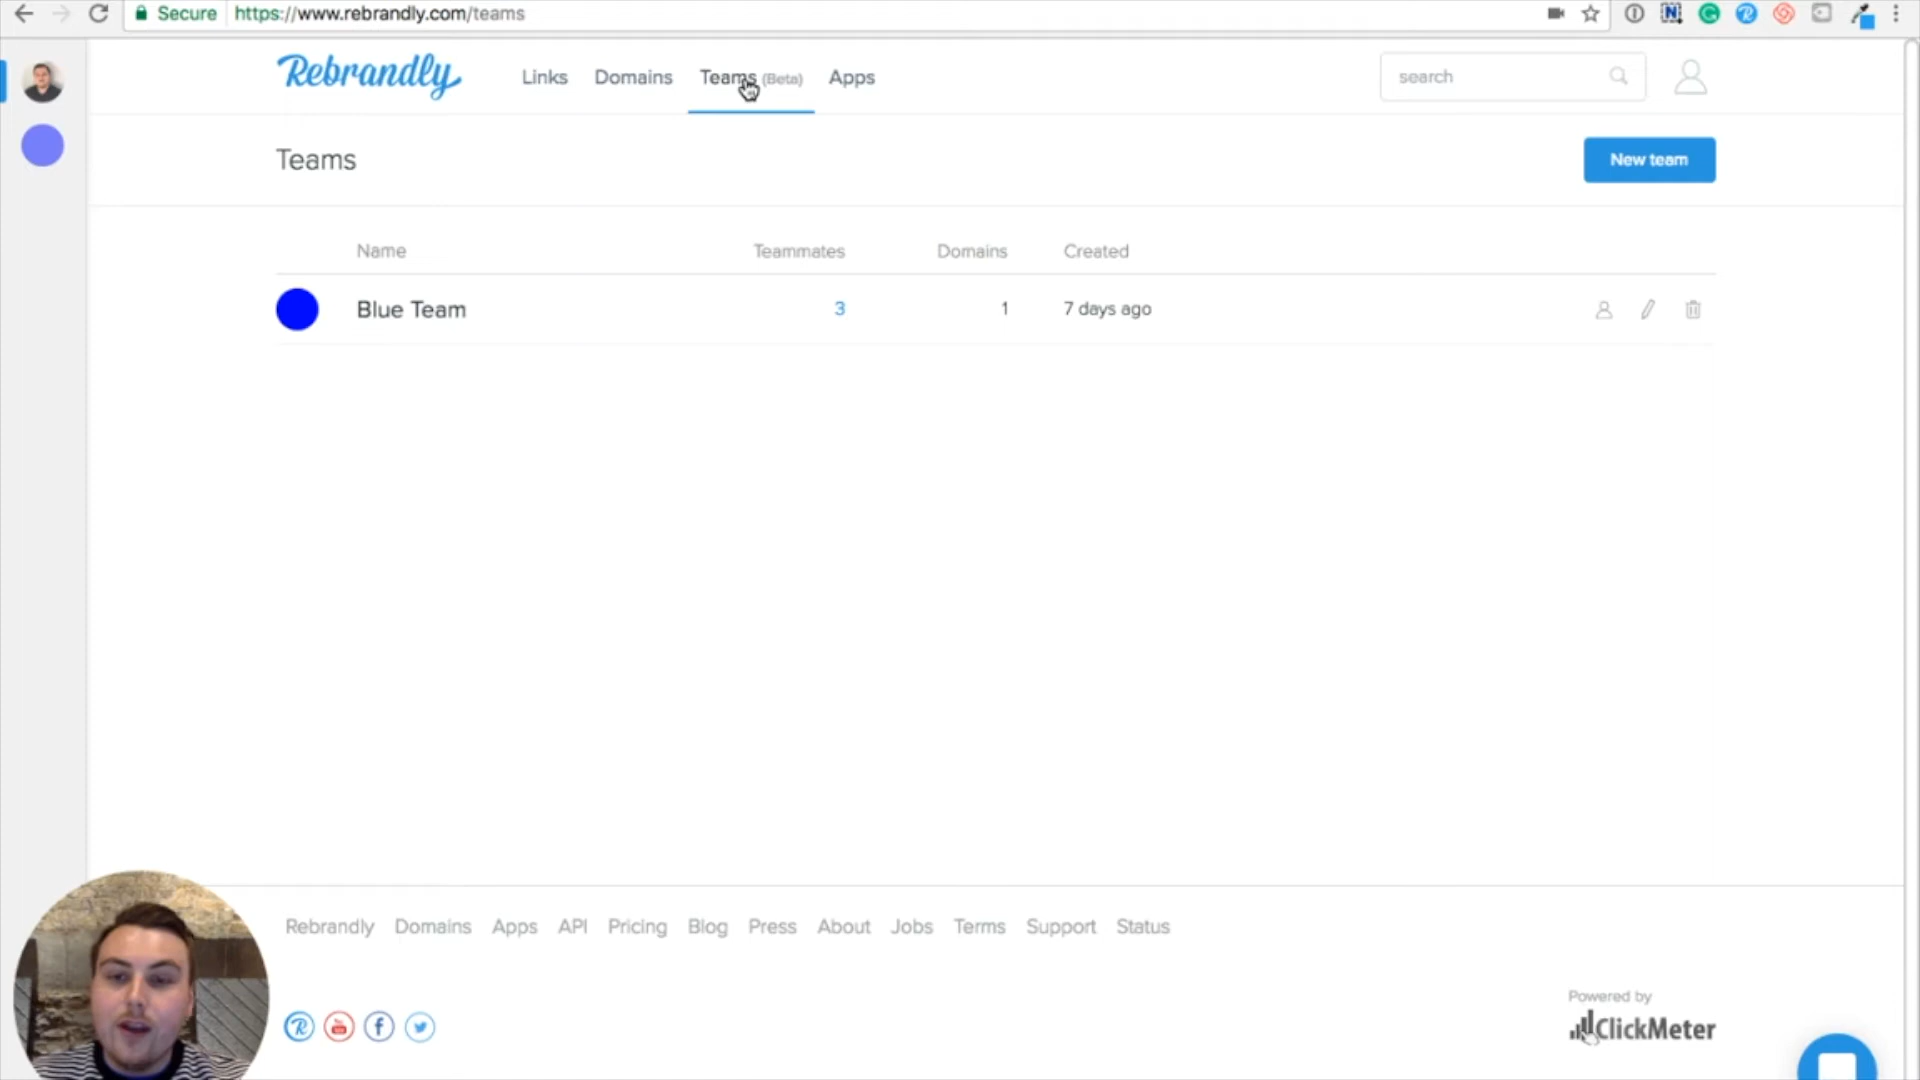 Secure https://www.rebrandly.com/teams
Rebrandly Links Domains Teams (Beta) Apps search
Teams New team
Name Teammates Domains Created
Blue Team 3 1 7 days ago
Rebrandly Domains Apps API Pricing Blog Press About Jobs Terms Support Status
Powered by
ClickMeter